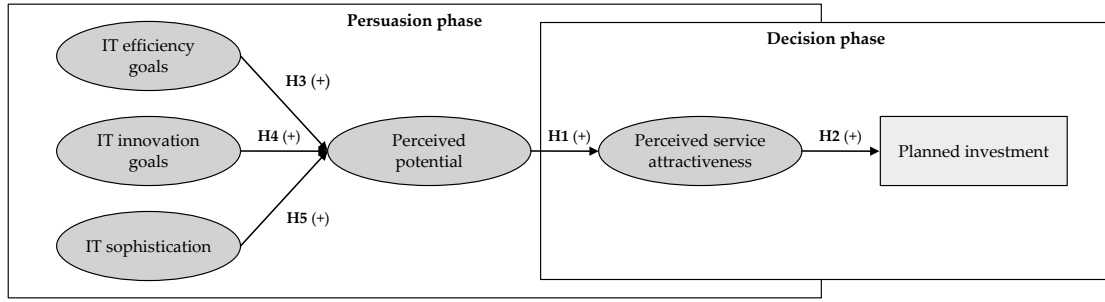 Persuasion phase
Decision phase
IT efficiency
goals
H3 (+)
IT innovation
goals
H4 (+)
Perceived
potential
H1 (+)
Perceived service
attractiveness
H2 (+)
Planned investment
H5 (+)
IT sophistication